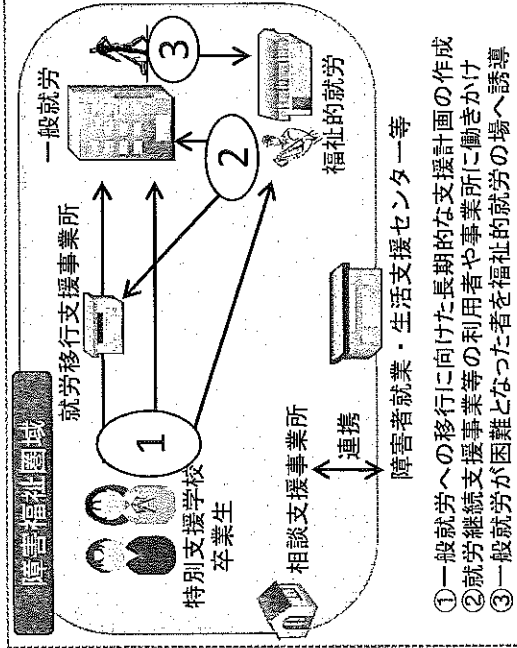 障害福祉圏域
一般就労
③
就労移行支援事業所
①
②
特別支援学校
卒業生
福祉的就労
相談支援事業所
連携
障害者就業・生活支援センター等
①一般就労への移行に向けた長期的な支援計画の作成
②就労継続支援事業等の利用者や事業所に働きかけ
③一般就労が困難となった者を福祉的就労の場へ誘導